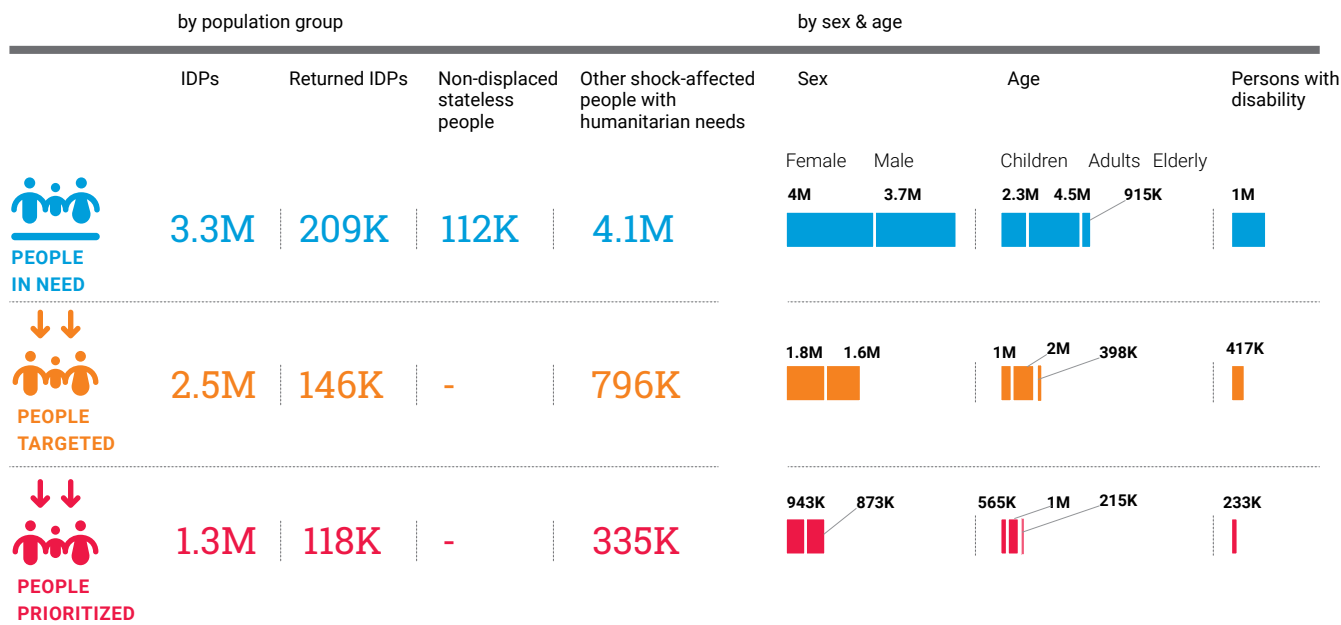 by population group
by sex & age
IDPs
Returned IDPs
Non-displaced
stateless
people
Other shock-affected
people with
humanitarian needs
Sex
Age
Persons with
disability
Female Male
Children Adults Elderly
PEOPLE
IN NEED
3.3M
209K
112K
4.1M
4M 3.7M
2.3M 4.5M 915K
1M
PEOPLE
TARGETED
2.5M
146K
-
796K
1.8M 1.6M
1M 2M 398K
417K
PEOPLE
PRIORITIZED
1.3M
118K
-
335K
943K 873K
565K 1M 215K
233K